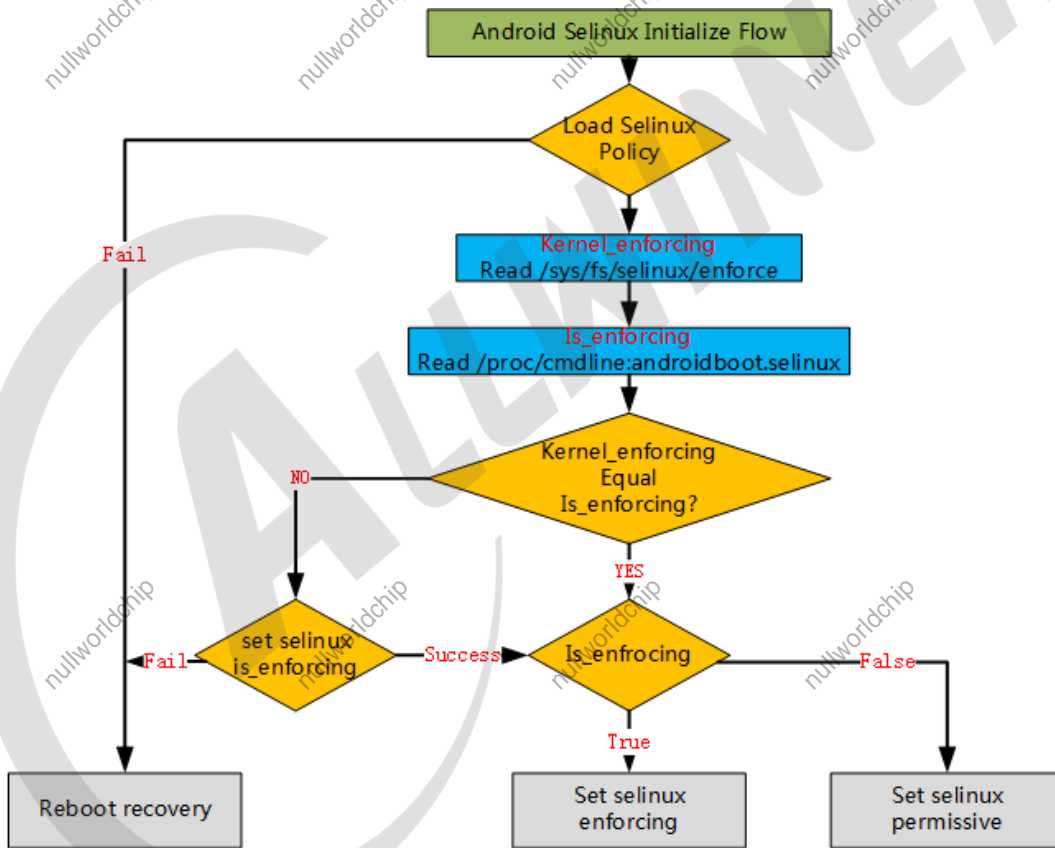 nullworldchip
nullworldchip
nullworldchip
Android Selinux Initialize Flow
ALLWINNE
Load Selinux
Policy
Fail
Kernel_enforcing
Read /sys/fs/selinux/enforce
Is_enforcing
Read /proc/cmdline:androidboot.selinux
Kernel_enforcing
Equal
Is_enforcing?
NO
YES
nullworldchip
nullworldchip
nullworldchip
set selinux
is_enforcing
Fail
Success
Is_enfrocing
False
True
Reboot recovery
Set selinux
enforcing
Set selinux
permissive